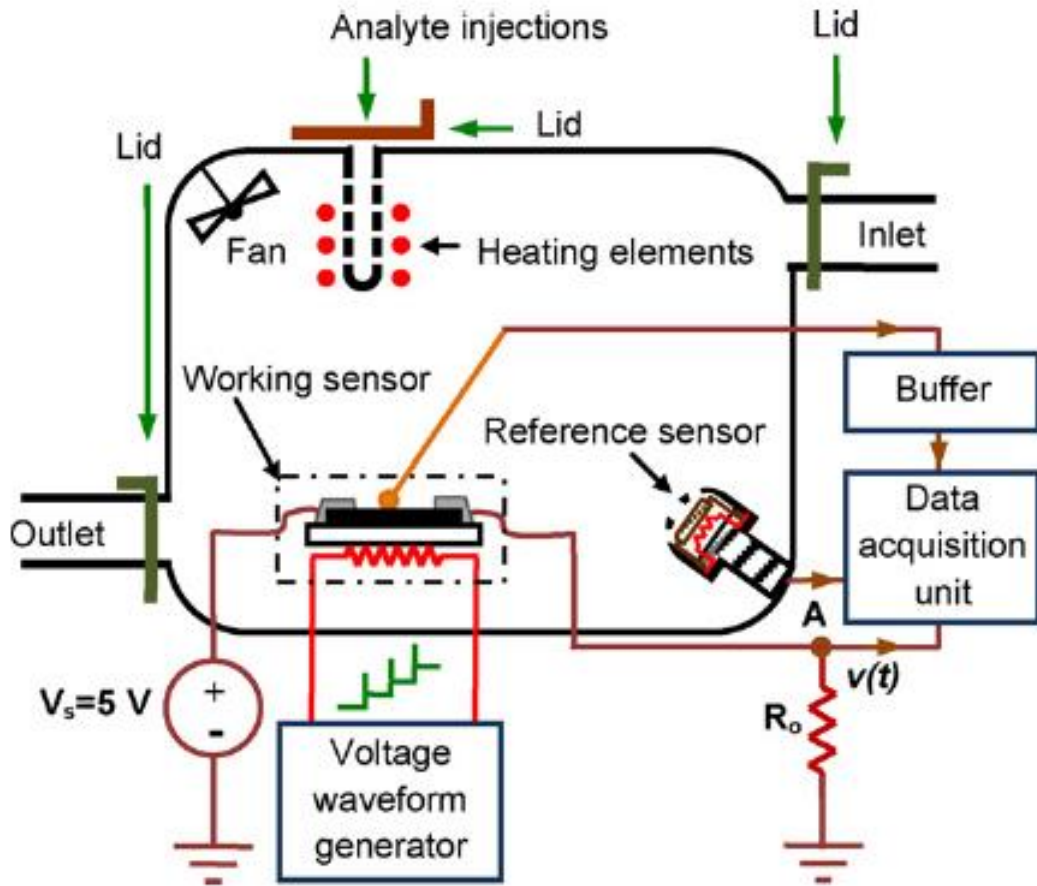 Analyte injections
Lid
Lid
Lid
Fan
Heating elements
Inlet
Working sensor
Buffer
Reference sensor
Outlet
Data
acquisition
unit
A
v(t)
Vₛ=5 V
+
-
Rₒ
Voltage
waveform
generator